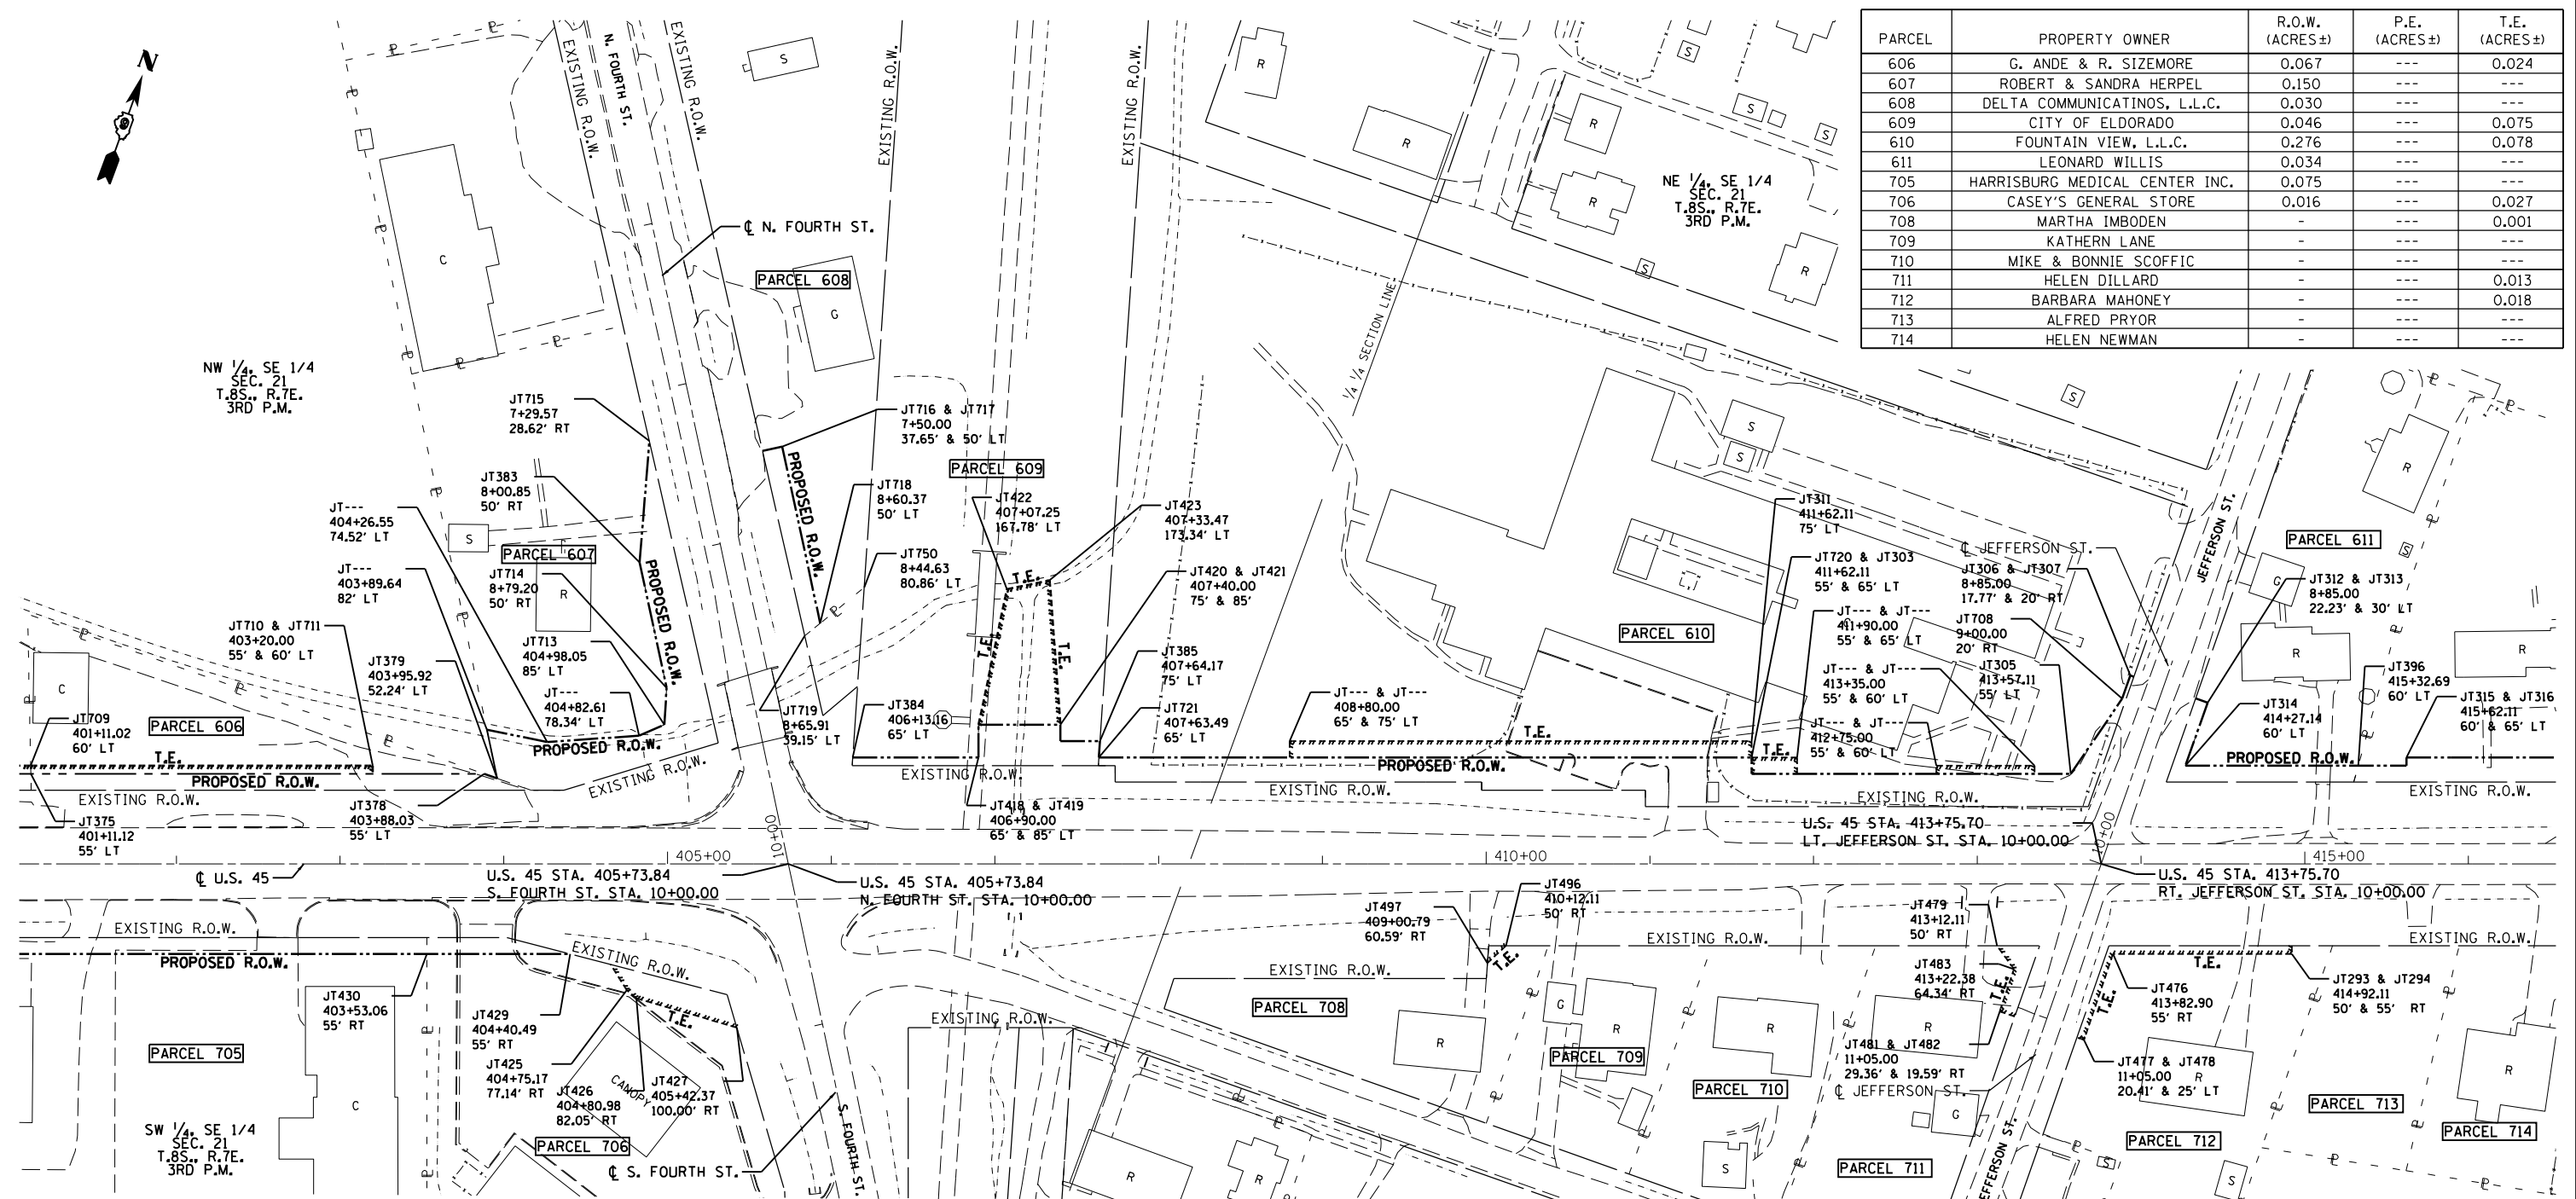 PARCEL PROPERTY OWNER R.O.W. (ACRES±) P.E. (ACRES±) T.E. (ACRES±)
606 G. ANDE & R. SIZEMORE 0.067 --- 0.024
607 ROBERT & SANDRA HERPEL 0.150 --- ---
608 DELTA COMMUNICATINOS, L.L.C. 0.030 --- ---
609 CITY OF ELDORADO 0.046 --- 0.075
610 FOUNTAIN VIEW, L.L.C. 0.276 --- 0.078
611 LEONARD WILLIS 0.034 --- ---
705 HARRISBURG MEDICAL CENTER INC. 0.075 --- ---
706 CASEY'S GENERAL STORE 0.016 --- 0.027
708 MARTHA IMBODEN - --- 0.001
709 KATHERN LANE - --- ---
710 MIKE & BONNIE SCOFFIC - --- ---
711 HELEN DILLARD - --- 0.013
712 BARBARA MAHONEY - --- 0.018
713 ALFRED PRYOR - --- ---
714 HELEN NEWMAN - --- ---
N
EXISTING R.O.W.
N. FOURTH ST.
EXISTING R.O.W.
EXISTING R.O.W.
EXISTING R.O.W.
S
R
R
R
R
R
S
S
S
S
C
G
NE 1/4, SE 1/4
SEC. 21
T.8S., R.7E.
3RD P.M.
℄ N. FOURTH ST.
PARCEL 608
1/4 1/4 SECTION LINE
NW 1/4, SE 1/4
SEC. 21
T.8S., R.7E.
3RD P.M.
JT715
7+29.57
28.62' RT
JT716 & JT717
7+50.00
37.65' & 50' LT
PROPOSED R.O.W.
PARCEL 609
JT383
8+00.85
50' RT
JT718
8+60.37
50' LT
JT422
407+07.25
167.78' LT
JT423
407+33.47
173.34' LT
JT311
411+62.11
75' LT
JT---
404+26.55
74.52' LT
S
PARCEL 607
R
JT750
8+44.63
80.86' LT
JT---
403+89.64
82' LT
JT714
8+79.20
50' RT
PROPOSED R.O.W.
T.E.
T.E.
T.E.
JT420 & JT421
407+40.00
75' & 85'
S
S
S
JT720 & JT303
411+62.11
55' & 65' LT
℄ JEFFERSON ST.
JT306 & JT307
8+85.00
17.77' & 20' RT
JEFFERSON ST.
PARCEL 611
S
R
G
JT312 & JT313
8+85.00
22.23' & 30' LT
JT710 & JT711
403+20.00
55' & 60' LT
JT713
404+98.05
85' LT
PARCEL 610
JT--- & JT---
411+90.00
55' & 65' LT
JT708
9+00.00
20' RT
JT379
403+95.92
52.24' LT
JT385
407+64.17
75' LT
JT--- & JT---
413+35.00
55' & 60' LT
JT305
413+57.11
55' LT
R
R
JT396
415+32.69
60' LT
C
PARCEL 606
JT709
401+11.02
60' LT
JT---
404+82.61
78.34' LT
JT719
8+65.91
39.15' LT
JT384
406+13.16
65' LT
JT721
407+63.49
65' LT
JT--- & JT---
408+80.00
65' & 75' LT
JT--- & JT---
412+75.00
55' & 60' LT
JT314
414+27.14
60' LT
JT315 & JT316
415+62.11
60' & 65' LT
T.E.
PROPOSED R.O.W.
PROPOSED R.O.W.
T.E.
PROPOSED R.O.W.
T.E.
PROPOSED R.O.W.
EXISTING R.O.W.
EXISTING R.O.W.
EXISTING R.O.W.
EXISTING R.O.W.
EXISTING R.O.W.
EXISTING R.O.W.
JT375
401+11.12
55' LT
JT378
403+88.03
55' LT
JT418 & JT419
406+90.00
65' & 85' LT
U.S. 45 STA. 413+75.70
LT. JEFFERSON ST. STA. 10+00.00
10+00
10+00
405+00
410+00
415+00
℄ U.S. 45
U.S. 45 STA. 405+73.84
S. FOURTH ST. STA. 10+00.00
U.S. 45 STA. 405+73.84
N. FOURTH ST. STA. 10+00.00
U.S. 45 STA. 413+75.70
RT. JEFFERSON ST. STA. 10+00.00
EXISTING R.O.W.
PROPOSED R.O.W.
EXISTING R.O.W.
JT497
409+00.79
60.59' RT
JT496
410+12.11
50' RT
T.E.
EXISTING R.O.W.
EXISTING R.O.W.
JT479
413+12.11
50' RT
EXISTING R.O.W.
T.E.
JT483
413+22.38
64.34' RT
T.E.
JT476
413+82.90
55' RT
T.E.
JT293 & JT294
414+92.11
50' & 55' RT
JT430
403+53.06
55' RT
JT429
404+40.49
55' RT
T.E.
EXISTING R.O.W.
PARCEL 708
G
R
R
R
R
PARCEL 705
JT425
404+75.17
77.14' RT
JT426
404+80.98
82.05' RT
CANOPY
JT427
405+42.37
100.00' RT
PARCEL 709
PARCEL 710
JT481 & JT482
11+05.00
29.36' & 19.59' RT
℄ JEFFERSON ST.
JT477 & JT478
11+05.00
20.41' & 25' LT
R
R
C
SW 1/4, SE 1/4
SEC. 21
T.8S., R.7E.
3RD P.M.
PARCEL 706
℄ S. FOURTH ST.
S. FOURTH ST.
R
R
S
G
PARCEL 711
JEFFERSON ST.
PARCEL 712
S
S
PARCEL 713
PARCEL 714